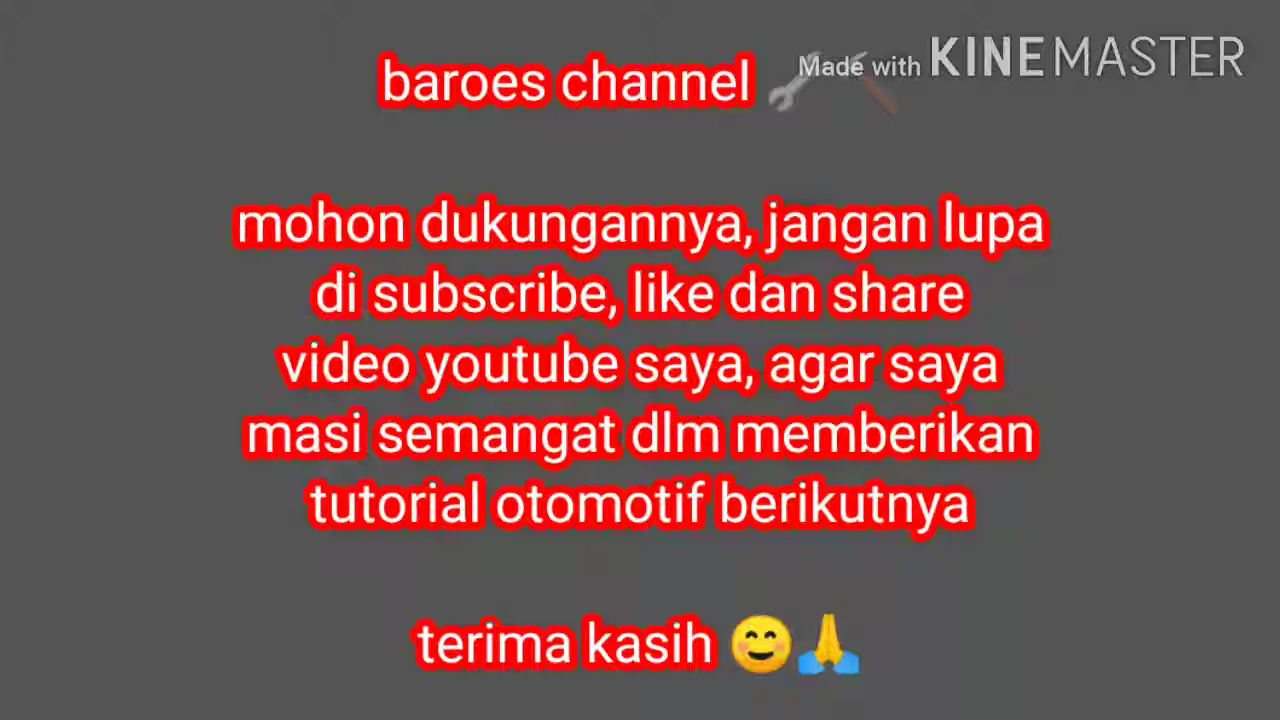 baroes channel 🔧🔨
Made with KINEMASTER
mohon dukungannya, jangan lupa
di subscribe, like dan share
video youtube saya, agar saya
masi semangat dlm memberikan
tutorial otomotif berikutnya
terima kasih 😊🙏